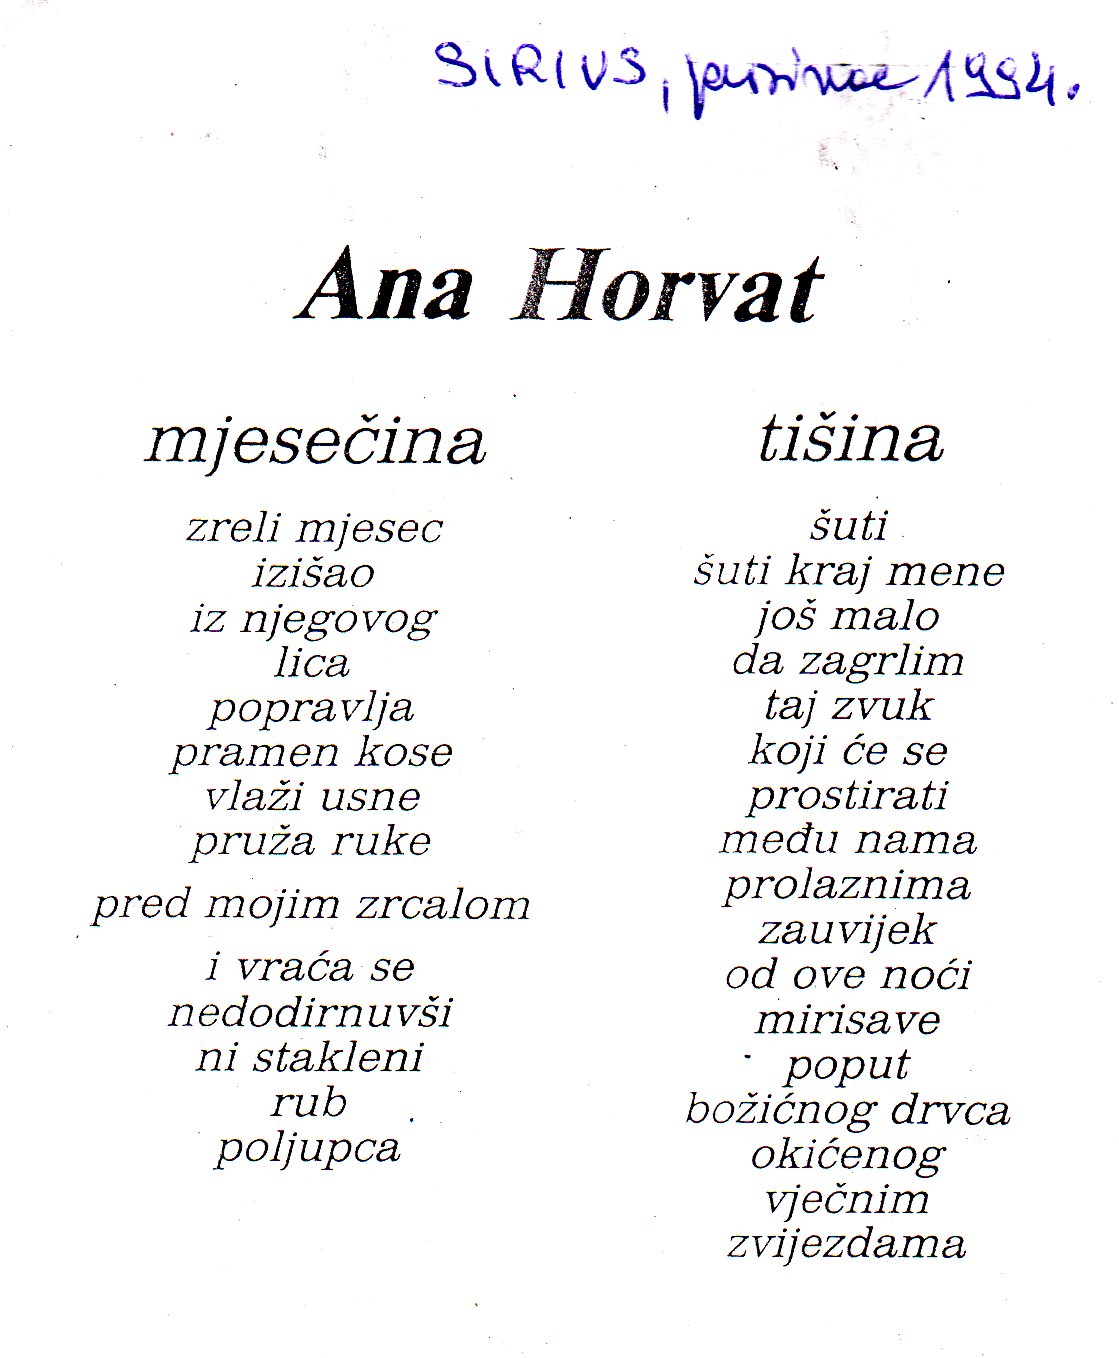 SIRIUS, prosinac 1994.
Ana Horvat
mjesečina
zreli mjesec
izišao
iz njegovog
lica
popravlja
pramen kose
vlaži usne
pruža ruke
pred mojim zrcalom
i vraća se
nedodirnuvši
ni stakleni
rub
poljupca
tišina
šuti
šuti kraj mene
još malo
da zagrlim
taj zvuk
koji će se
prostirati
među nama
prolaznima
zauvijek
od ove noći
mirisave
poput
božićnog drvca
okićenog
vječnim
zvijezdama